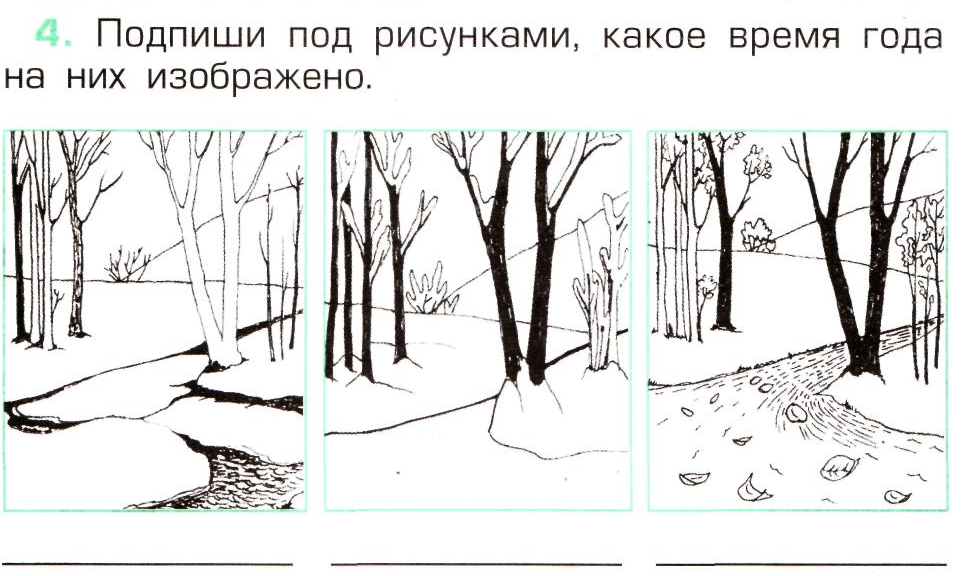 4. Подпиши под рисунками, какое время года
на них изображено.